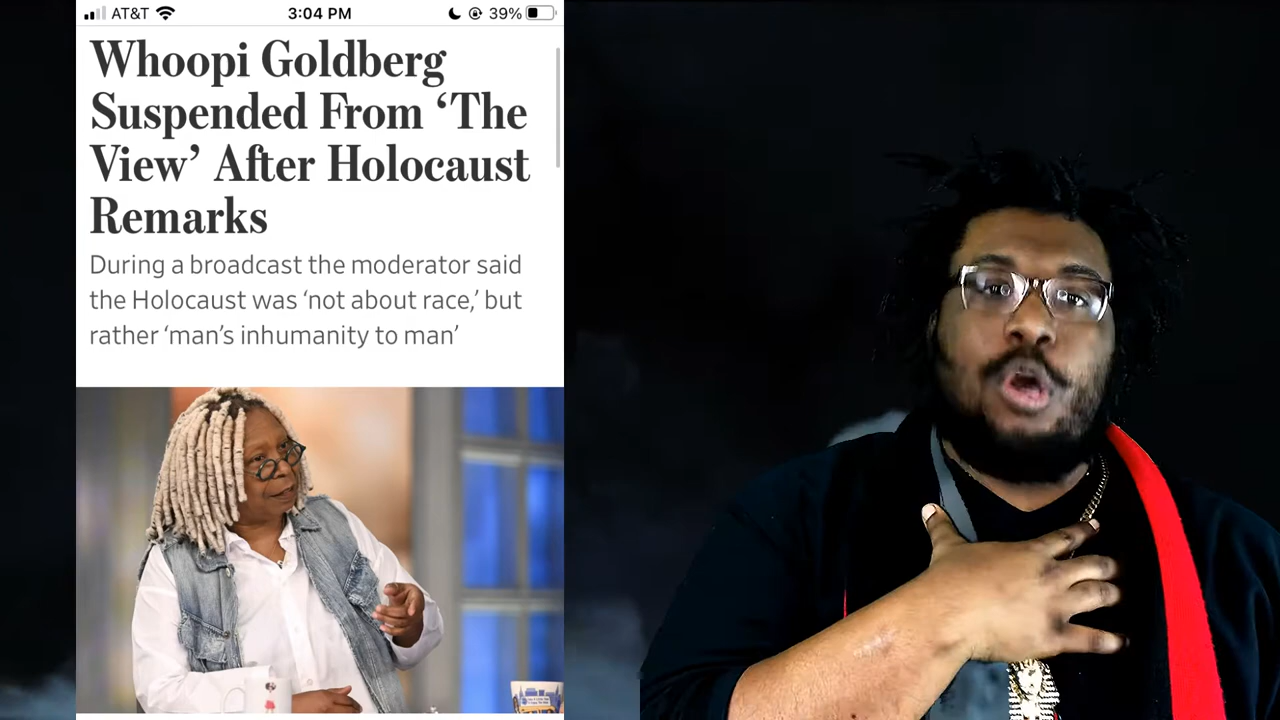 AT&T 3:04 PM 39%
Whoopi Goldberg
Suspended From ‘The
View’ After Holocaust
Remarks
During a broadcast the moderator said
the Holocaust was ‘not about race,’ but
rather ‘man’s inhumanity to man’